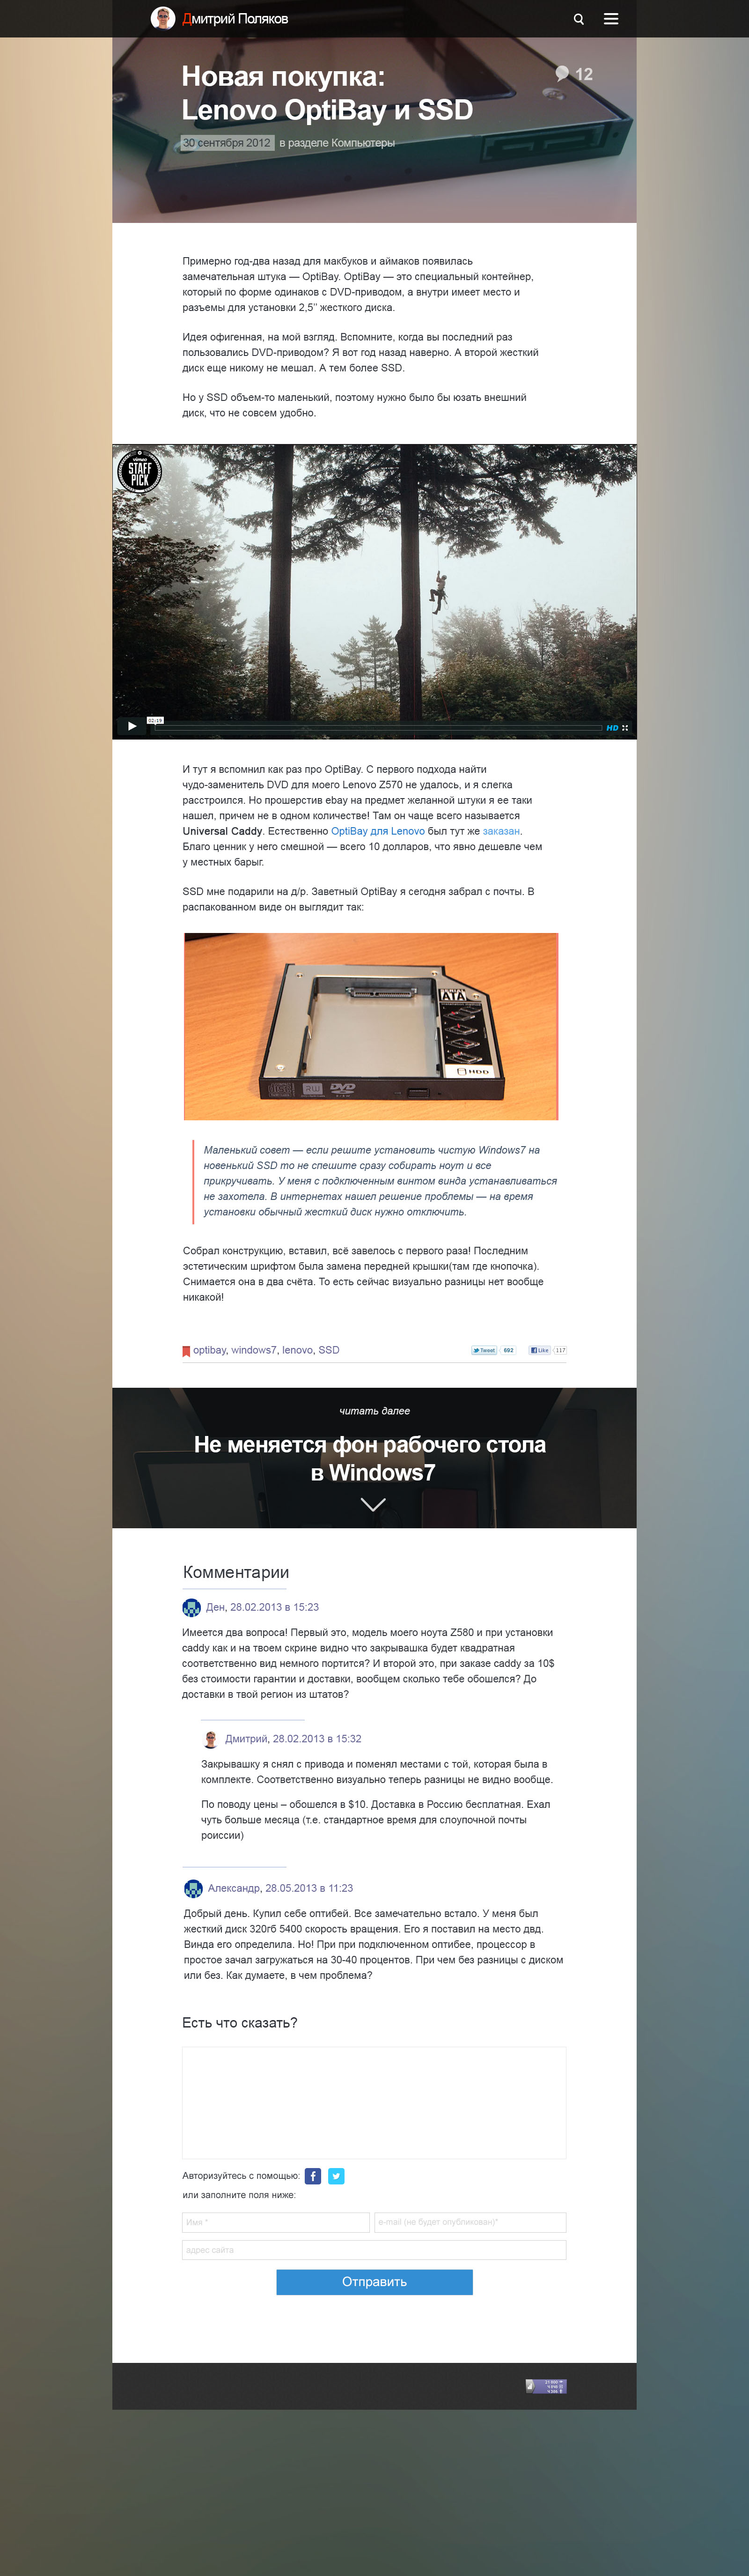 Дмитрий Поляков
Новая покупка:
Lenovo OptiBay и SSD
12
30 сентября 2012 в разделе Компьютеры
Примерно год-два назад для макбуков и аймаков появилась
замечательная штука — OptiBay. OptiBay — это специальный контейнер,
который по форме одинаков с DVD-приводом, а внутри имеет место и
разъемы для установки 2,5" жесткого диска.
Идея офигенная, на мой взгляд. Вспомните, когда вы последний раз
пользовались DVD-приводом? Я вот год назад наверно. А второй жесткий
диск еще никому не мешал. А тем более SSD.
Но у SSD объем-то маленький, поэтому нужно было бы юзать внешний
диск, что не совсем удобно.
vimeo
STAFF
PICK
02:19
HD
И тут я вспомнил как раз про OptiBay. С первого подхода найти
чудо-заменитель DVD для моего Lenovo Z570 не удалось, и я слегка
расстроился. Но прошерстив ebay на предмет желанной штуки я ее таки
нашел, причем не в одном количестве! Там он чаще всего называется
Universal Caddy. Естественно OptiBay для Lenovo был тут же заказан.
Благо ценник у него смешной — всего 10 долларов, что явно дешевле чем
у местных барыг.
SSD мне подарили на д/р. Заветный OptiBay я сегодня забрал с почты. В
распакованном виде он выглядит так:
SERIAL
ATA
HDD
RW
DVD
Маленький совет — если решите установить чистую Windows7 на
новенький SSD то не спешите сразу собирать ноут и все
прикручивать. У меня с подключенным винтом винда устанавливаться
не захотела. В интернетах нашел решение проблемы — на время
установки обычный жесткий диск нужно отключить.
Собрал конструкцию, вставил, всё завелось с первого раза! Последним
эстетическим шрифтом была замена передней крышки(там где кнопочка).
Снимается она в два счёта. То есть сейчас визуально разницы нет вообще
никакой!
optibay, windows7, lenovo, SSD
Tweet 602 Like 117
читать далее
Не меняется фон рабочего стола
в Windows7
Комментарии
Ден, 28.02.2013 в 15:23
Имеется два вопроса! Первый это, модель моего ноута Z580 и при установки
caddy как и на твоем скрине видно что закрывашка будет квадратная
соответственно вид немного портится? И второй это, при заказе caddy за 10$
без стоимости гарантии и доставки, вообщем сколько тебе обошелся? До
доставки в твой регион из штатов?
Дмитрий, 28.02.2013 в 15:32
Закрывашку я снял с привода и поменял местами с той, которая была в
комплекте. Соответственно визуально теперь разницы не видно вообще.
По поводу цены – обошелся в $10. Доставка в Россию бесплатная. Ехал
чуть больше месяца (т.е. стандартное время для слоупочной почты
роиссии)
Александр, 28.05.2013 в 11:23
Добрый день. Купил себе оптибей. Все замечательно встало. У меня был
жесткий диск 320гб 5400 скорость вращения. Его я поставил на место двд.
Винда его определила. Но! При при подключенном оптибее, процессор в
простое зачал загружаться на 30-40 процентов. При чем без разницы с диском
или без. Как думаете, в чем проблема?
Есть что сказать?
Авторизуйтесь с помощью:
или заполните поля ниже:
Имя *
e-mail (не будет опубликован)*
адрес сайта
Отправить